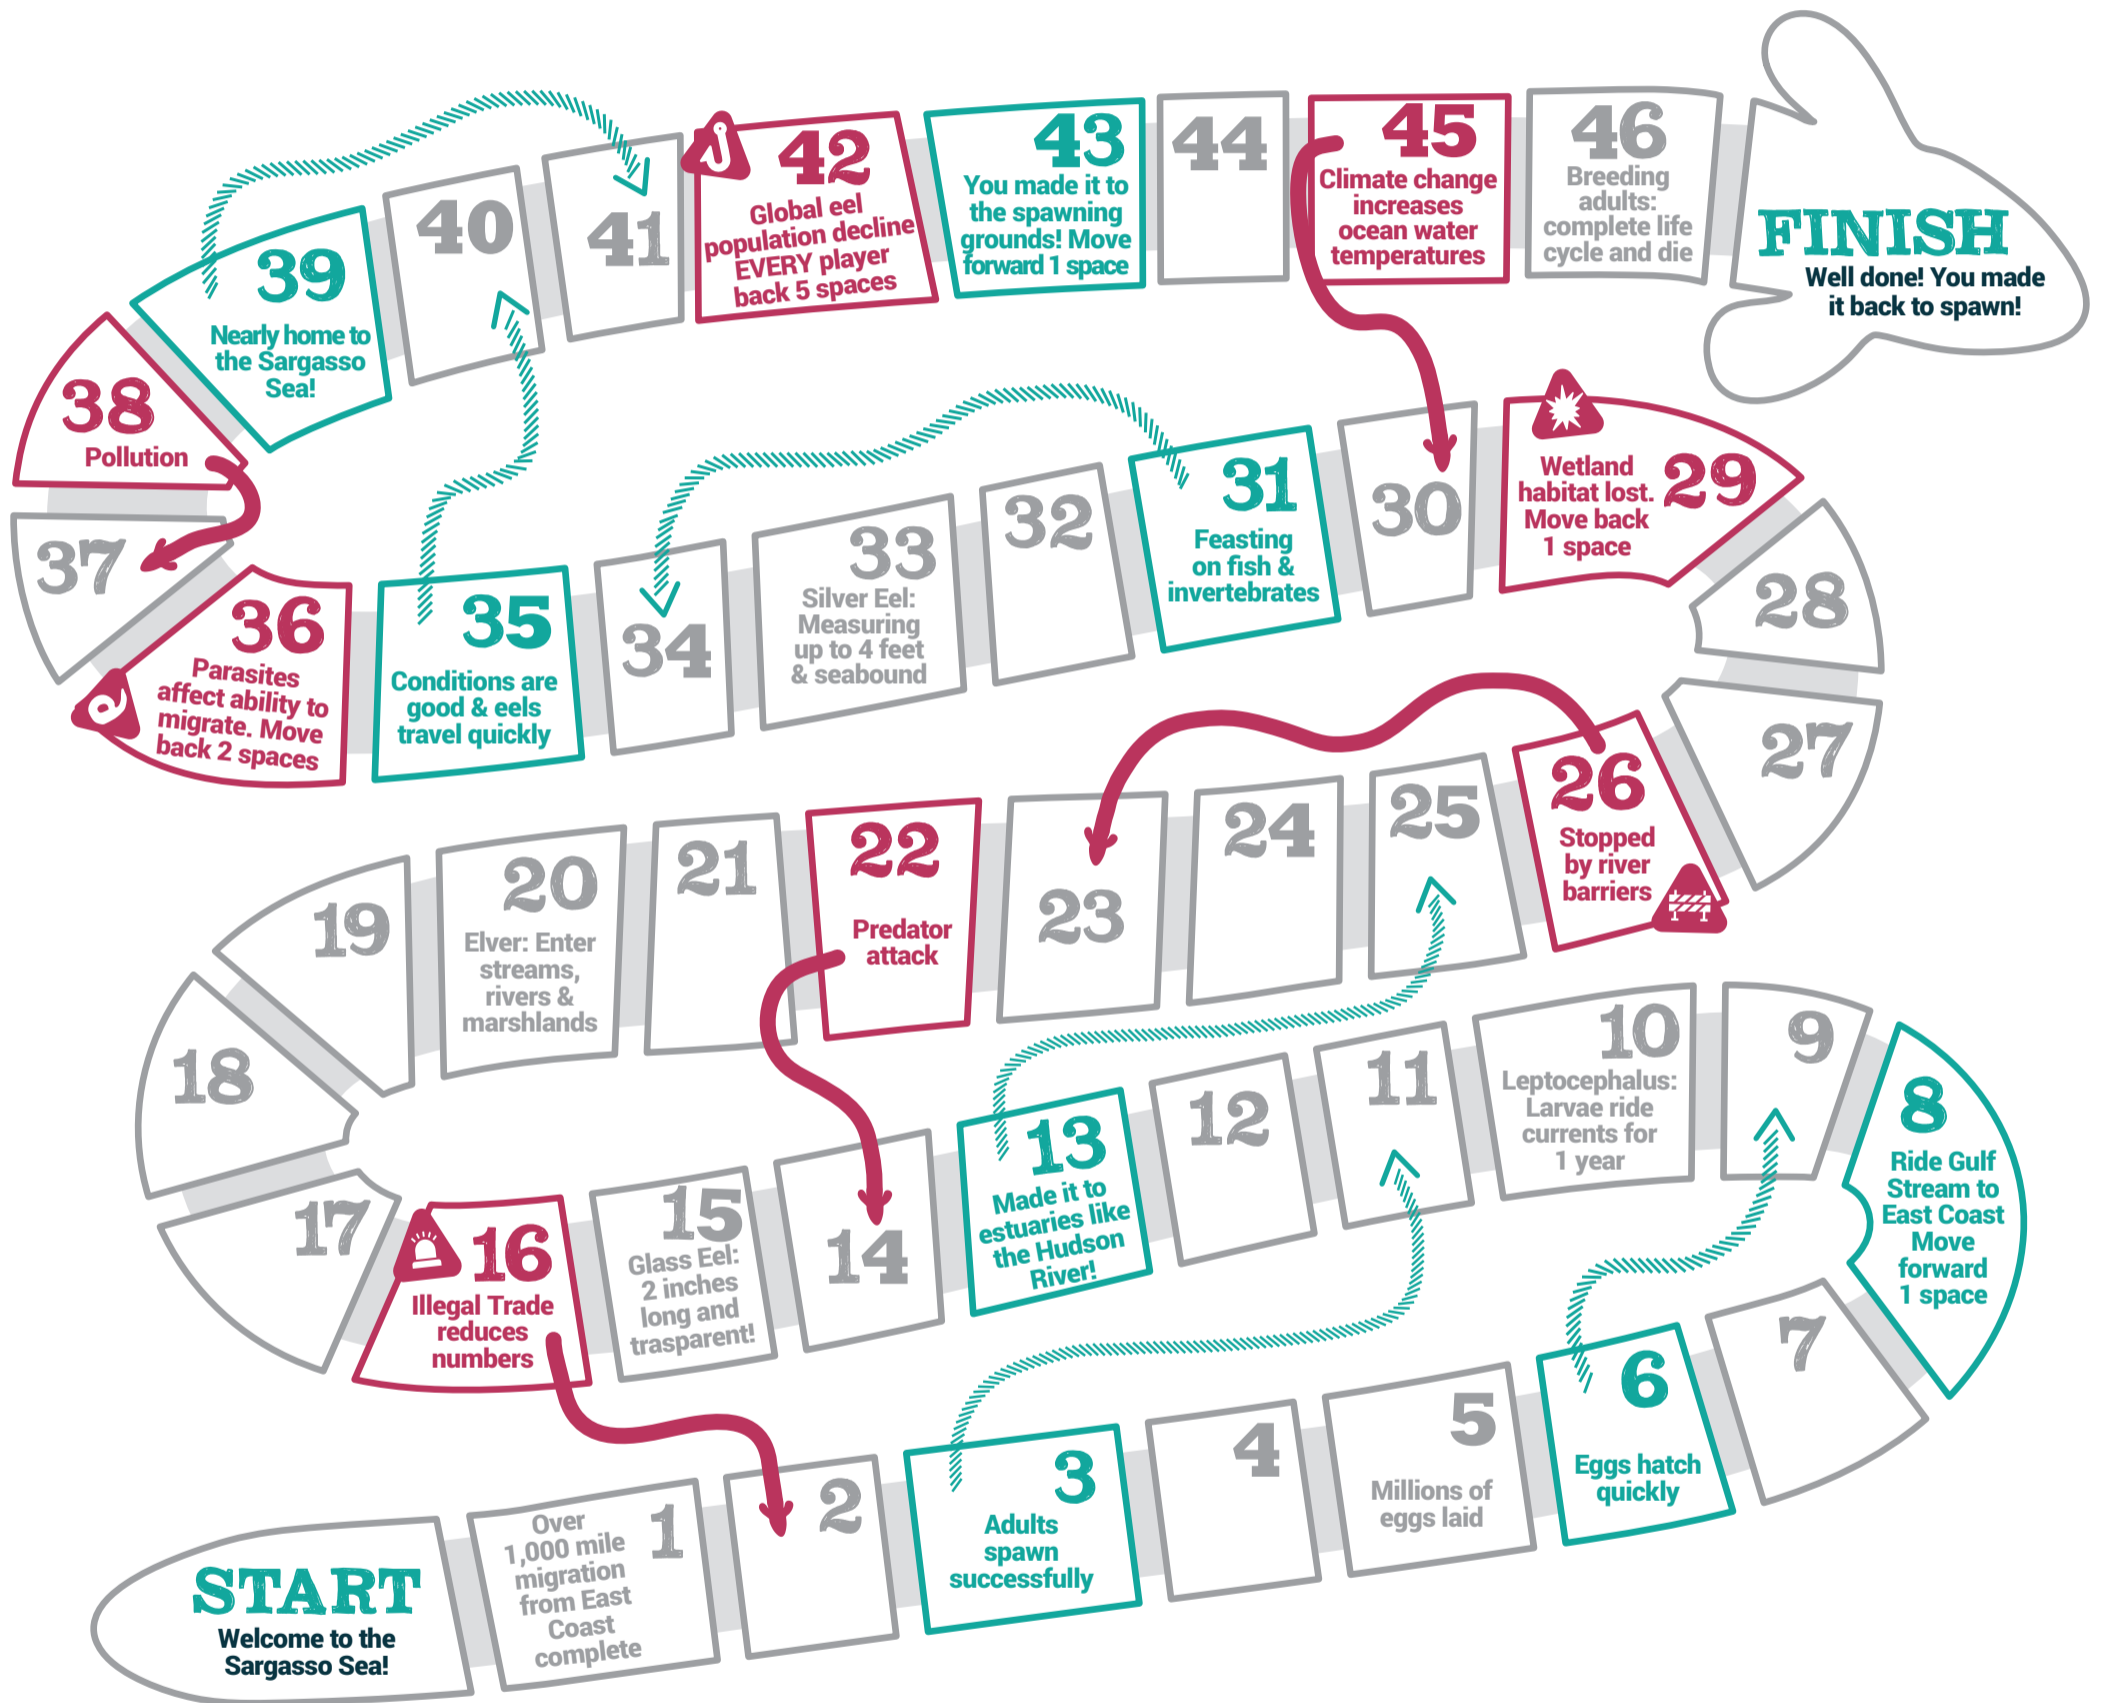 START
Welcome to the
Sargasso Sea!
1
Over
1,000 mile
migration
from East
Coast
complete
2
3
Adults
spawn
successfully
4
5
Millions of
eggs laid
6
Eggs hatch
quickly
7
8
Ride Gulf
Stream to
East Coast
Move
forward
1 space
9
10
Leptocephalus:
Larvae ride
currents for
1 year
11
12
13
Made it to
estuaries like
the Hudson
River!
14
15
Glass Eel:
2 inches
long and
trasparent!
16
Illegal Trade
reduces
numbers
17
18
19
20
Elver: Enter
streams,
rivers &
marshlands
21
22
Predator
attack
23
24
25
26
Stopped
by river
barriers
27
28
29
Wetland
habitat lost.
Move back
1 space
30
31
Feasting
on fish &
invertebrates
32
33
Silver Eel:
Measuring
up to 4 feet
& seabound
34
35
Conditions are
good & eels
travel quickly
36
Parasites
affect ability to
migrate. Move
back 2 spaces
37
38
Pollution
39
Nearly home to
the Sargasso
Sea!
40
41
42
Global eel
population decline
EVERY player
back 5 spaces
43
You made it to
the spawning
grounds! Move
forward 1 space
44
45
Climate change
increases
ocean water
temperatures
46
Breeding
adults:
complete life
cycle and die
FINISH
Well done! You made
it back to spawn!